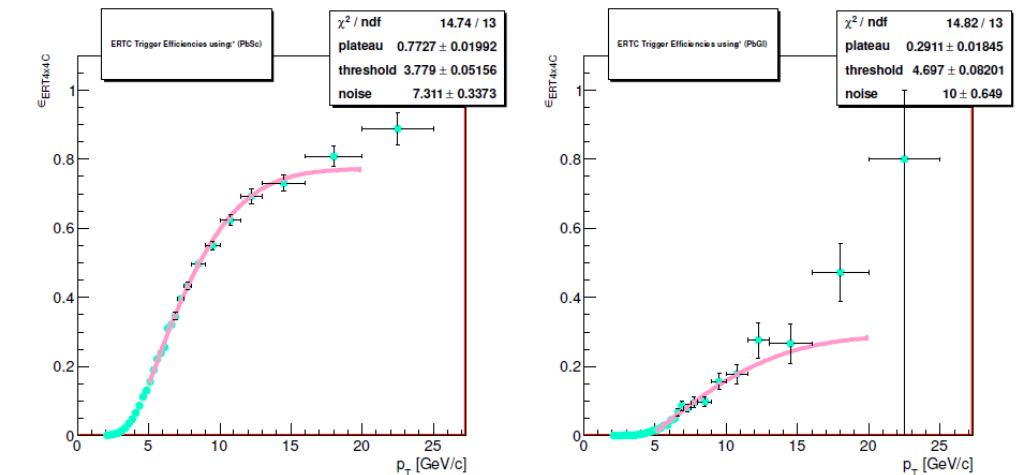 ERTC Trigger Efficiencies using:* (PbSc)
χ² / ndf 14.74 / 13
plateau 0.7727 ± 0.01992
threshold 3.779 ± 0.05156
noise 7.311 ± 0.3373
εERT4x4C
1
0.8
0.6
0.4
0.2
0
0 5 10 15 20 25
pT [GeV/c]
ERTC Trigger Efficiencies using* (PbGl)
χ² / ndf 14.82 / 13
plateau 0.2911 ± 0.01845
threshold 4.697 ± 0.08201
noise 10 ± 0.649
εERT4x4C
1
0.8
0.6
0.4
0.2
0
0 5 10 15 20 25
pT [GeV/c]